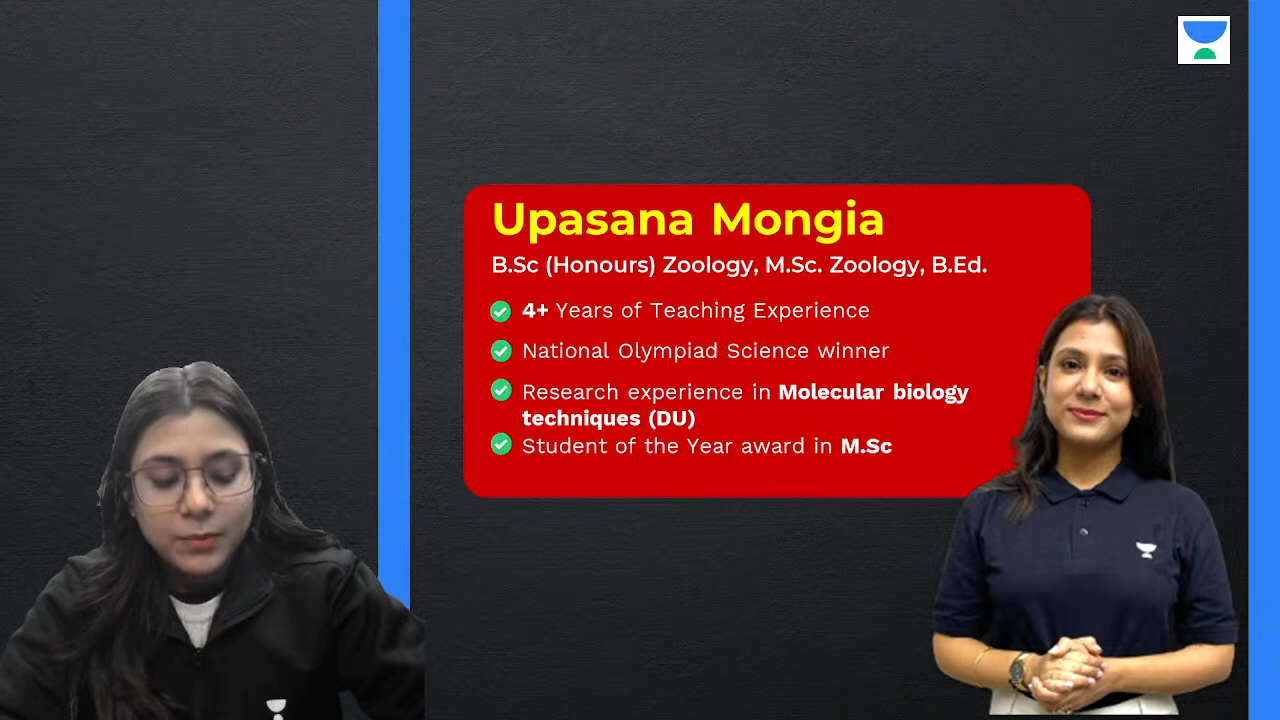 Upasana Mongia
B.Sc (Honours) Zoology, M.Sc. Zoology, B.Ed.
4+ Years of Teaching Experience
National Olympiad Science winner
Research experience in Molecular biology
techniques (DU)
Student of the Year award in M.Sc